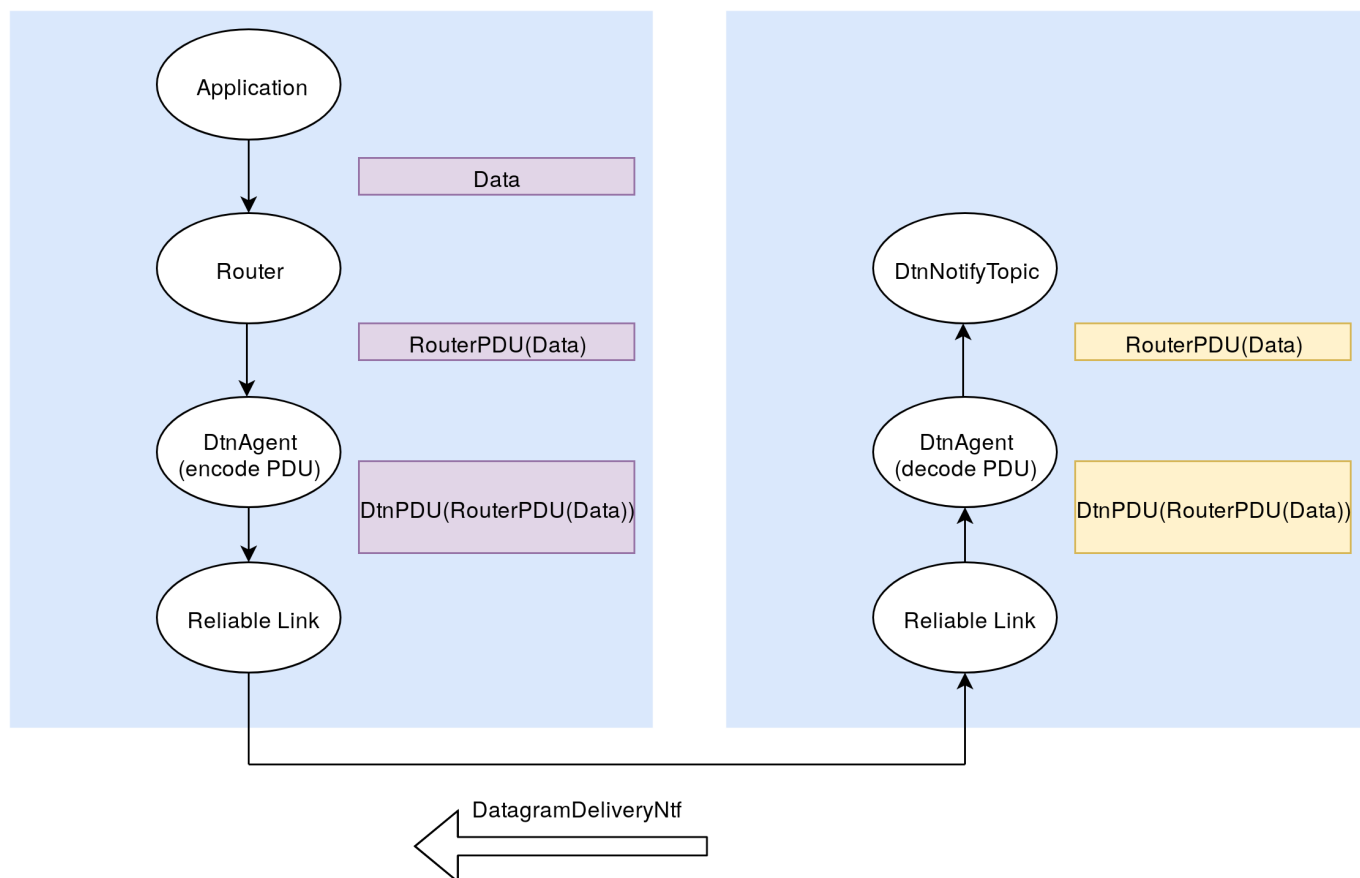 Application
Data
Router
RouterPDU(Data)
DtnAgent
(encode PDU)
DtnPDU(RouterPDU(Data))
Reliable Link
DtnNotifyTopic
RouterPDU(Data)
DtnAgent
(decode PDU)
DtnPDU(RouterPDU(Data))
Reliable Link
DatagramDeliveryNtf